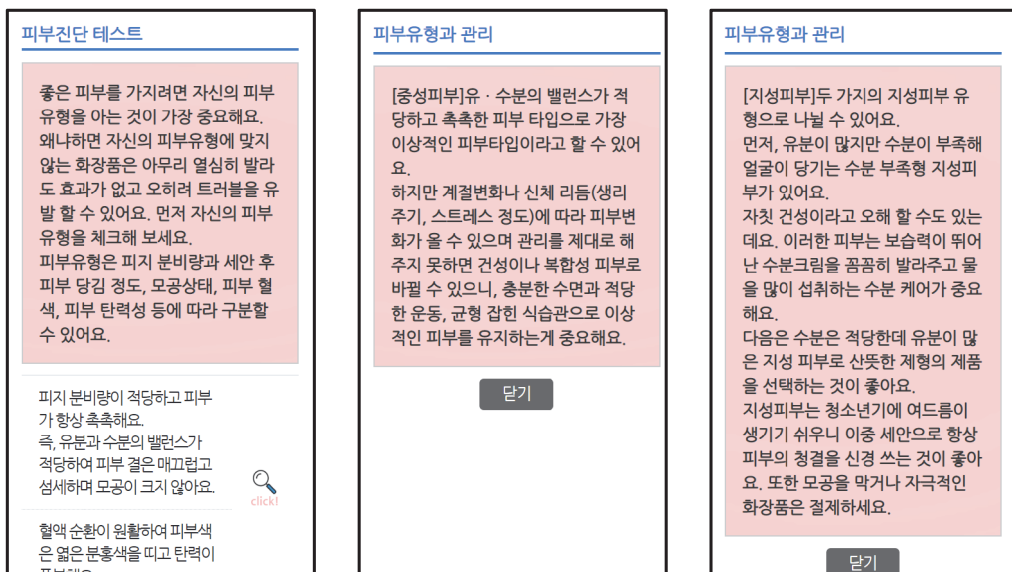 피부진단 테스트
좋은 피부를 가지려면 자신의 피부
유형을 아는 것이 가장 중요해요.
왜냐하면 자신의 피부유형에 맞지
않는 화장품은 아무리 열심히 발라
도 효과가 없고 오히려 트러블을 유
발 할 수 있어요. 먼저 자신의 피부
유형을 체크해 보세요.
피부유형은 피지 분비량과 세안 후
피부 당김 정도, 모공상태, 피부 혈
색, 피부 탄력성 등에 따라 구분할
수 있어요.
피지 분비량이 적당하고 피부
가 항상 촉촉해요.
즉, 유분과 수분의 밸런스가
적당하여 피부 결은 매끄럽고
섬세하며 모공이 크지 않아요.
click!
혈액 순환이 원활하여 피부색
은 엷은 분홍색을 띠고 탄력이
피부유형과 관리
[중성피부]유 · 수분의 밸런스가 적
당하고 촉촉한 피부 타입으로 가장
이상적인 피부타입이라고 할 수 있어
요.
하지만 계절변화나 신체 리듬(생리
주기, 스트레스 정도)에 따라 피부변
화가 올 수 있으며 관리를 제대로 해
주지 못하면 건성이나 복합성 피부로
바뀔 수 있으니, 충분한 수면과 적당
한 운동, 균형 잡힌 식습관으로 이상
적인 피부를 유지하는게 중요해요.
닫기
피부유형과 관리
[지성피부]두 가지의 지성피부 유
형으로 나뉠 수 있어요.
먼저, 유분이 많지만 수분이 부족해
얼굴이 당기는 수분 부족형 지성피
부가 있어요.
자칫 건성이라고 오해 할 수도 있는
데요. 이러한 피부는 보습력이 뛰어
난 수분크림을 꼼꼼히 발라주고 물
을 많이 섭취하는 수분 케어가 중요
해요.
다음은 수분은 적당한데 유분이 많
은 지성 피부로 산뜻한 제형의 제품
을 선택하는 것이 좋아요.
지성피부는 청소년기에 여드름이
생기기 쉬우니 이중 세안으로 항상
피부의 청결을 신경 쓰는 것이 좋아
요. 또한 모공을 막거나 자극적인
화장품은 절제하세요.
닫기